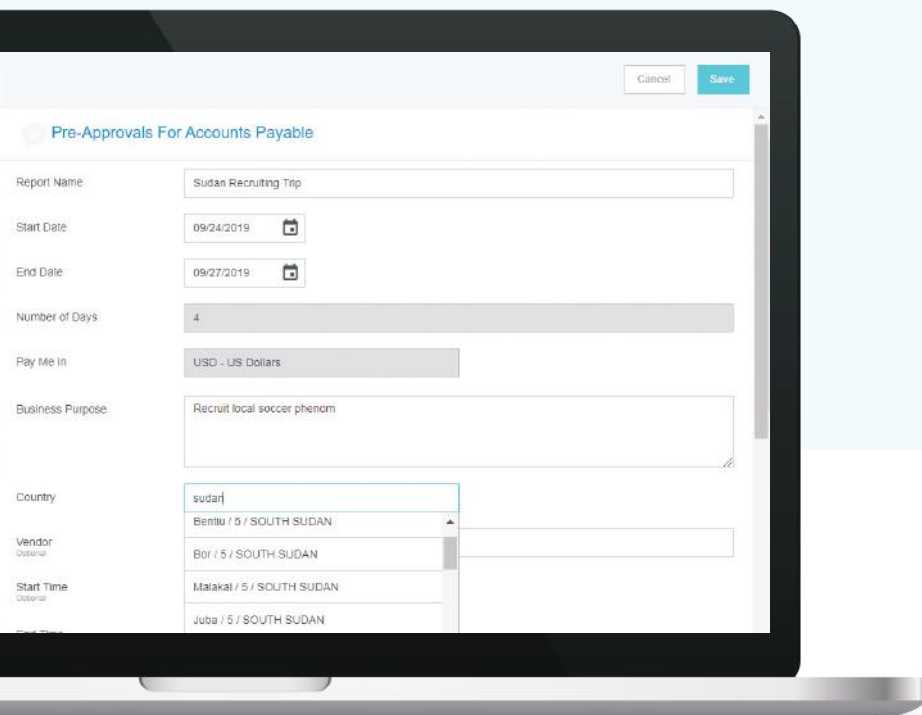 Cancel
Save
Pre-Approvals For Accounts Payable
Report Name
Sudan Recruiting Trip
Start Date
09/24/2019
End Date
09/27/2019
Number of Days
4
Pay Me In
USD - US Dollars
Business Purpose
Recruit local soccer phenom
Country
sudan
Bentiu / 5 / SOUTH SUDAN
Vendor
Optional
Bor / 5 / SOUTH SUDAN
Start Time
Optional
Malakal / 5 / SOUTH SUDAN
Juba / 5 / SOUTH SUDAN
End Time